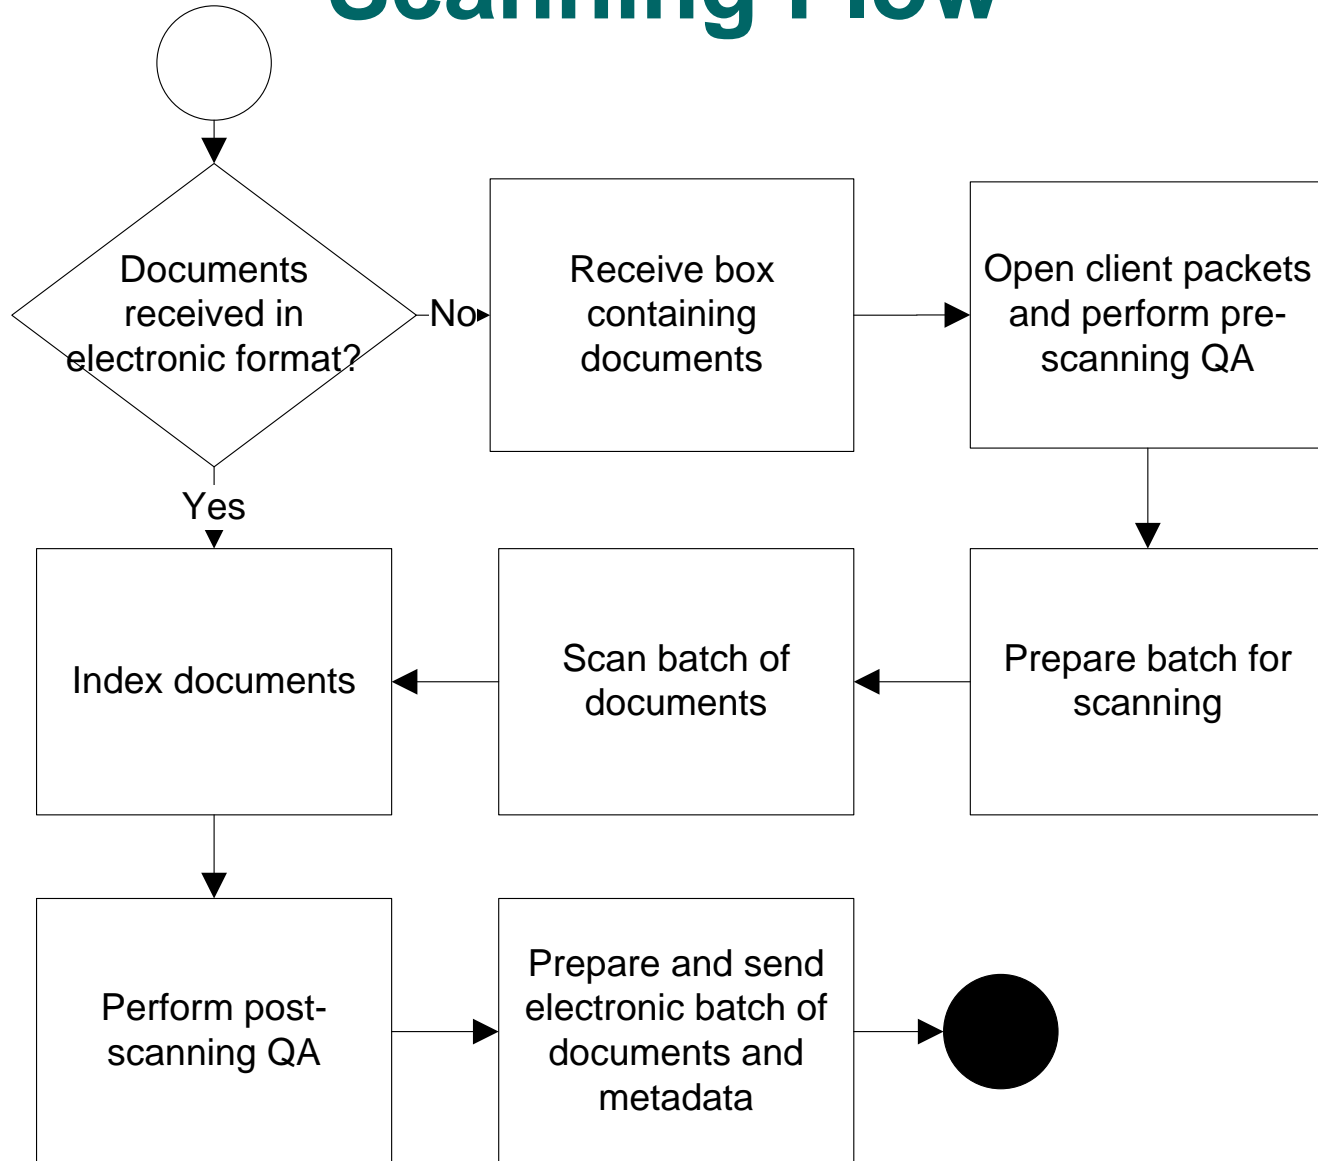 Scanning Flow
Documents
received in
electronic format?
No
Receive box
containing
documents
Open client packets
and perform pre-
scanning QA
Yes
Index documents
Scan batch of
documents
Prepare batch for
scanning
Perform post-
scanning QA
Prepare and send
electronic batch of
documents and
metadata